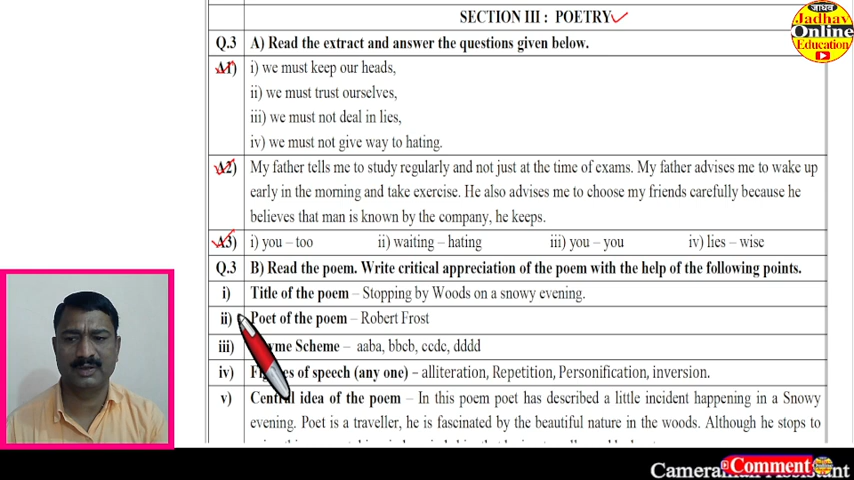 SECTION III : POETRY
जाधव
Jadhav
Online
Education
Q.3 A) Read the extract and answer the questions given below.
A1) i) we must keep our heads,
ii) we must trust ourselves,
iii) we must not deal in lies,
iv) we must not give way to hating.
A2) My father tells me to study regularly and not just at the time of exams. My father advises me to wake up
early in the morning and take exercise. He also advises me to choose my friends carefully because he
believes that man is known by the company, he keeps.
A3) i) you – too ii) waiting – hating iii) you – you iv) lies – wise
Q.3 B) Read the poem. Write critical appreciation of the poem with the help of the following points.
i) Title of the poem – Stopping by Woods on a snowy evening.
ii) Poet of the poem – Robert Frost
iii) Scheme – aaba, bbcb, ccdc, dddd
iv) of speech (any one) – alliteration, Repetition, Personification, inversion.
v) Central idea of the poem – In this poem poet has described a little incident happening in a Snowy
evening. Poet is a traveller, he is fascinated by the beautiful nature in the woods. Although he stops to
Comment